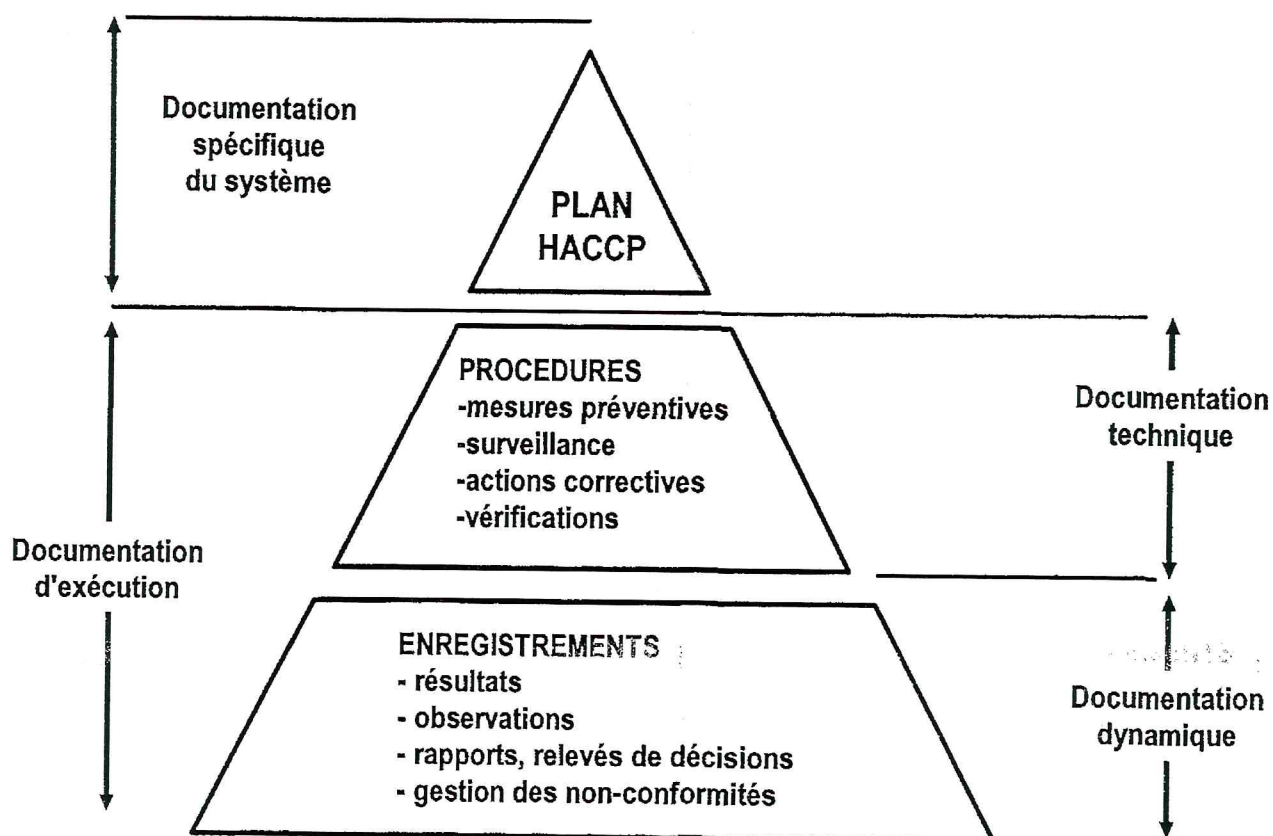 Documentation
spécifique
du système
PLAN
HACCP
PROCEDURES
-mesures préventives
-surveillance
-actions correctives
-vérifications
Documentation
technique
Documentation
d'exécution
ENREGISTREMENTS
- résultats
- observations
- rapports, relevés de décisions
- gestion des non-conformités
Documentation
dynamique